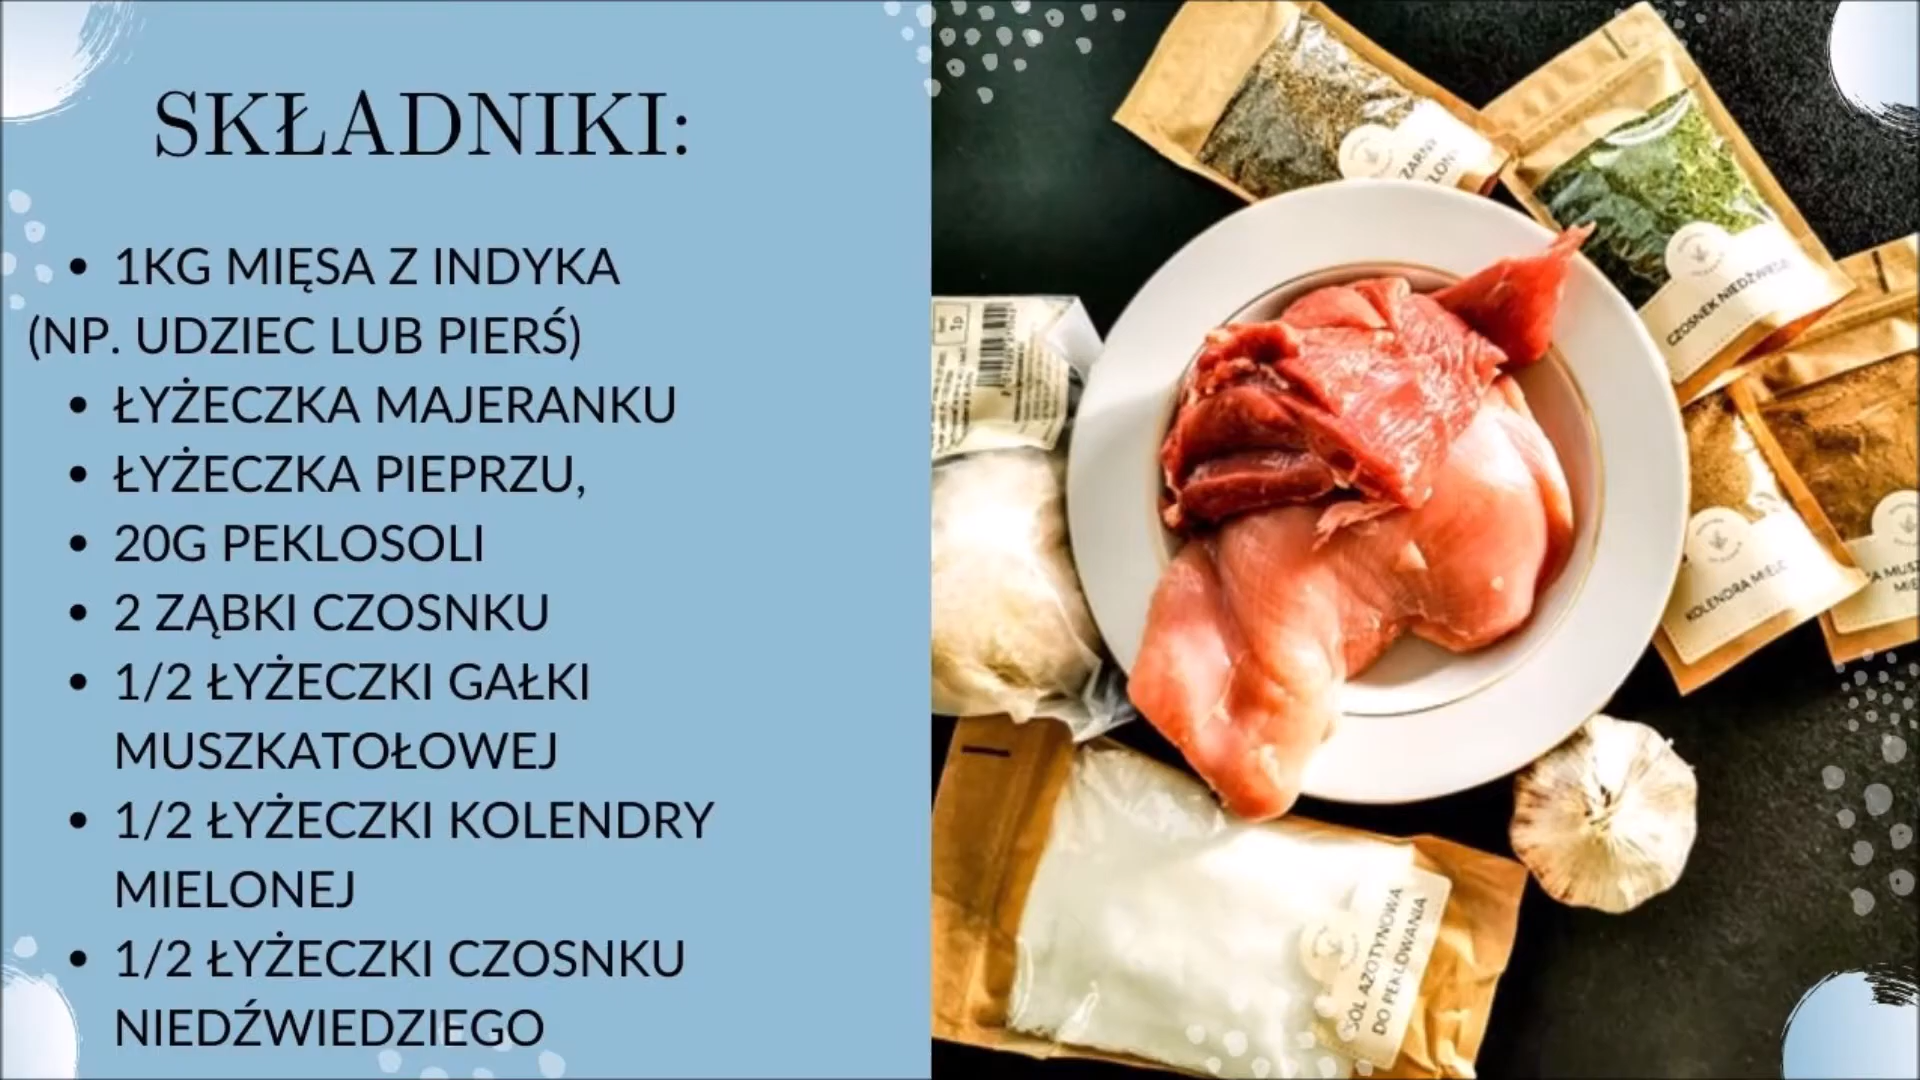 SKŁADNIKI:
• 1KG MIĘSA Z INDYKA
(NP. UDZIEC LUB PIERŚ)
• ŁYŻECZKA MAJERANKU
• ŁYŻECZKA PIEPRZU,
• 20G PEKLOSOLI
• 2 ZĄBKI CZOSNKU
• 1/2 ŁYŻECZKI GAŁKI
MUSZKATOŁOWEJ
• 1/2 ŁYŻECZKI KOLENDRY
MIELONEJ
• 1/2 ŁYŻECZKI CZOSNKU
NIEDŹWIEDZIEGO
CZOSNEK
KOLENDRA
SÓL AZOTYNOWA
DO PEKLOWANIA